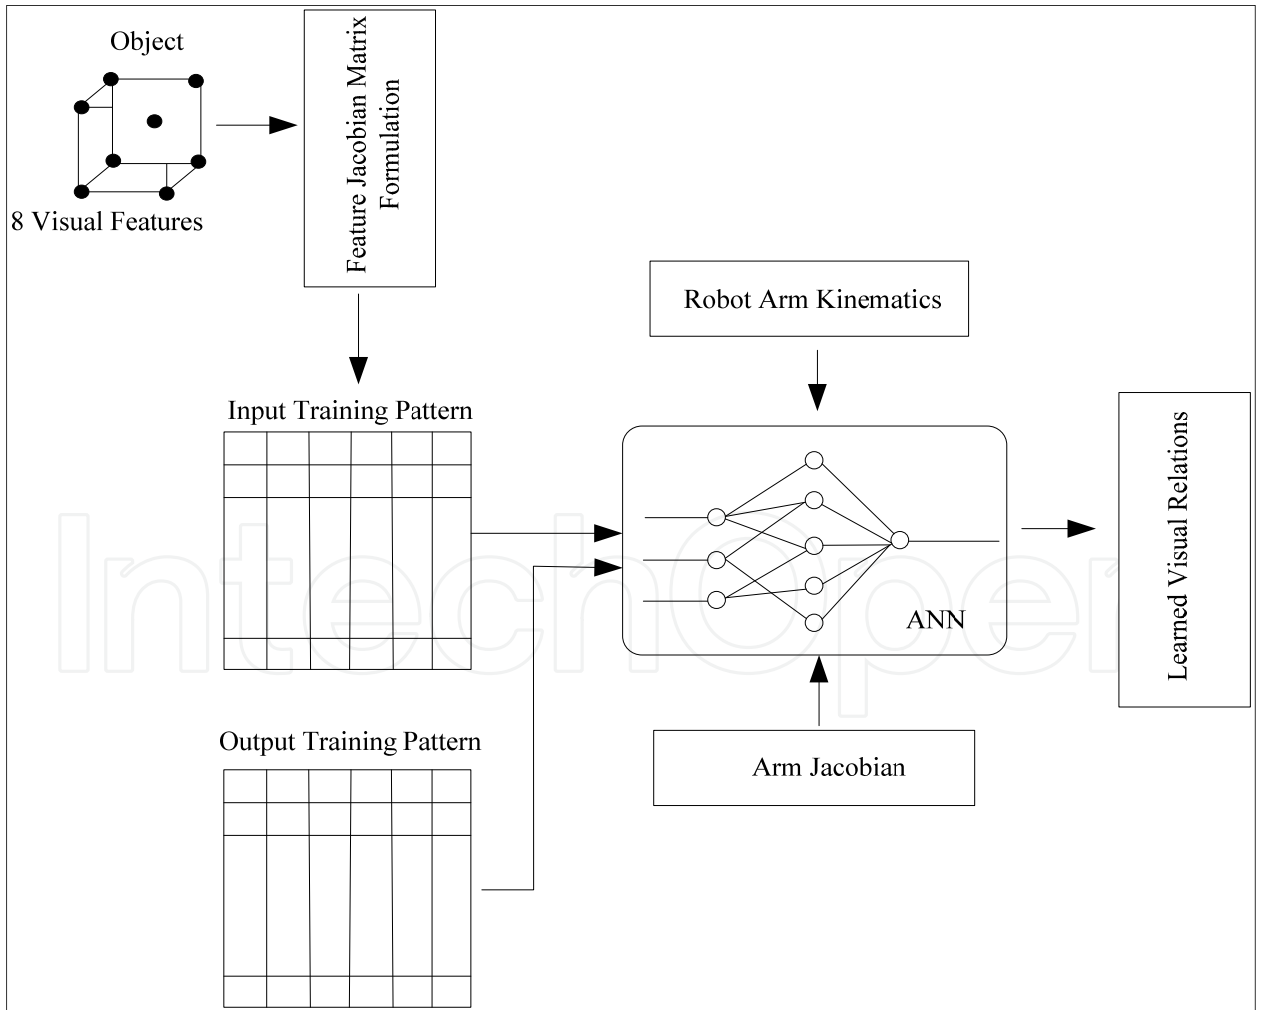 Object
8 Visual Features
Feature Jacobian Matrix
Formulation
Robot Arm Kinematics
Input Training Pattern
ANN
Learned Visual Relations
Output Training Pattern
Arm Jacobian
IntechOpen